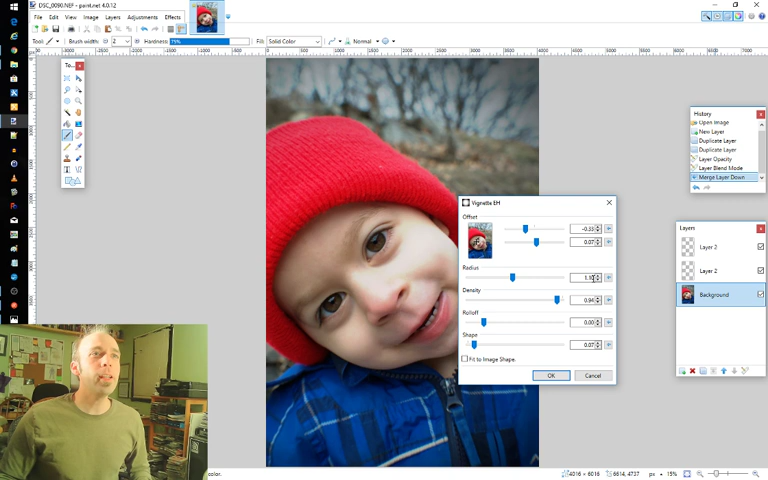 DSC_0090.NEF - paint.net 4.0.12
File Edit View Image Layers Adjustments Effects
Tool: Brush width: 2 Hardness: 75% Fill: Solid Color Normal
To...
History
Open Image
New Layer
Duplicate Layer
Duplicate Layer
Layer Opacity
Layer Blend Mode
Merge Layer Down
Vignette EH
Offset
-0.33
0.07
Radius
Density
0.94
Rolloff
0.00
Shape
0.07
Fit to Image Shape.
OK Cancel
Layers
Layer 2
Layer 2
Background
color.
4016 × 6016 6614, 4737 px 15%